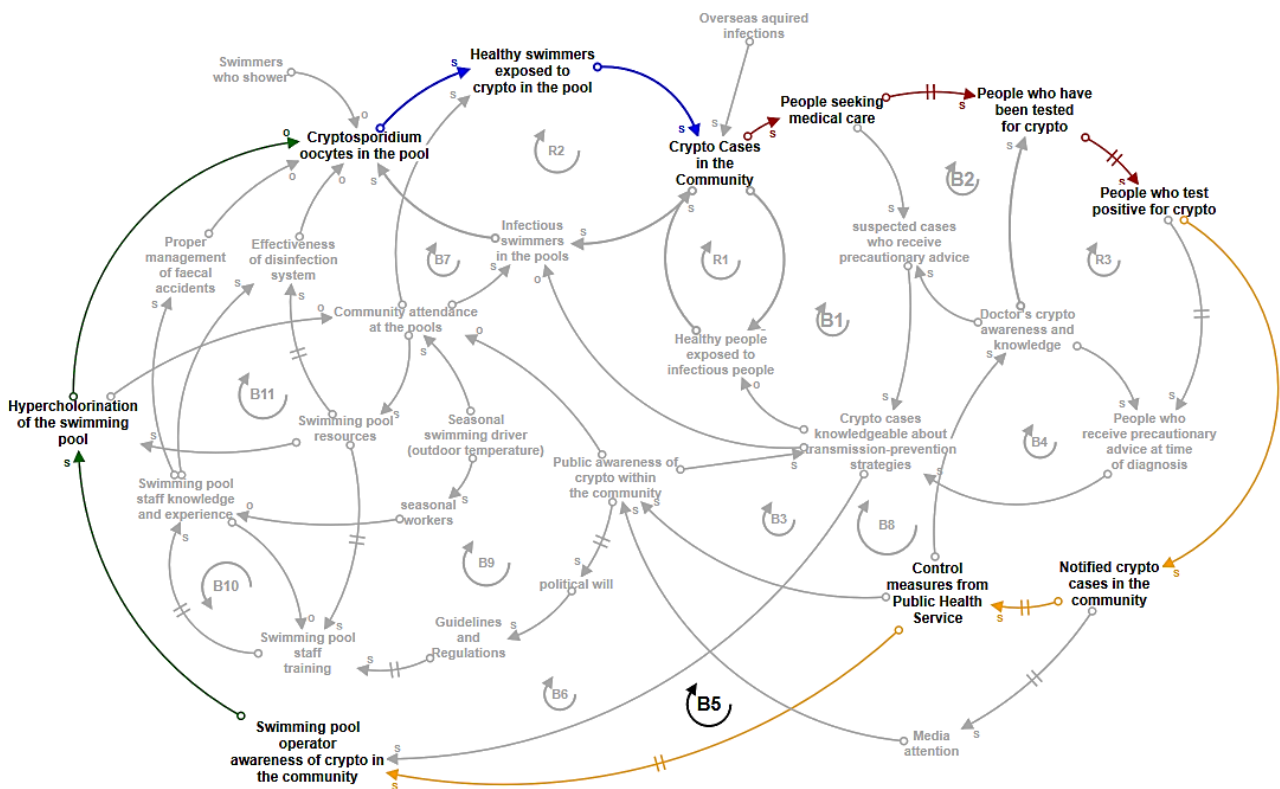 Overseas aquired
infections
Swimmers
who shower
Healthy swimmers
exposed to
crypto in the pool
s
s
o
o
Cryptosporidium
oocytes in the pool
o
o
s
R2
s
s
Crypto Cases
in the
Community
s
People seeking
medical care
s
s
People who have
been tested
for crypto
s
B2
s
People who test
positive for crypto
Proper
management
of faecal
accidents
Effectiveness
of disinfection
system
Infectious
swimmers
in the pools
s
s
o
B7
R1
s
suspected cases
who receive
precautionary advice
s
R3
s
s
s
o
Community attendance
at the pools
o
s
Healthy people
exposed to
infectious people
o
B1
Doctor's crypto
awareness and
knowledge
s
Hypercholorination
of the swimming
pool
s
s
B11
Swimming pool
resources
s
Seasonal
swimming driver
(outdoor temperature)
s
Crypto cases
knowledgeable about
transmission-prevention
strategies
s
s
s
B4
s
s
People who
receive precautionary
advice at time
of diagnosis
Swimming pool
staff knowledge
and experience
o
s
seasonal
workers
Public awareness of
crypto within
the community
s
s
B3
B8
B9
B10
s
political will
Control
measures from
Public Health
Service
s
Notified crypto
cases in the
community
s
o
s
Swimming pool
staff
training
s
Guidelines
and
Regulations
s
B6
B5
Swimming pool
operator
awareness of crypto in
the community
s
s
Media
attention
s